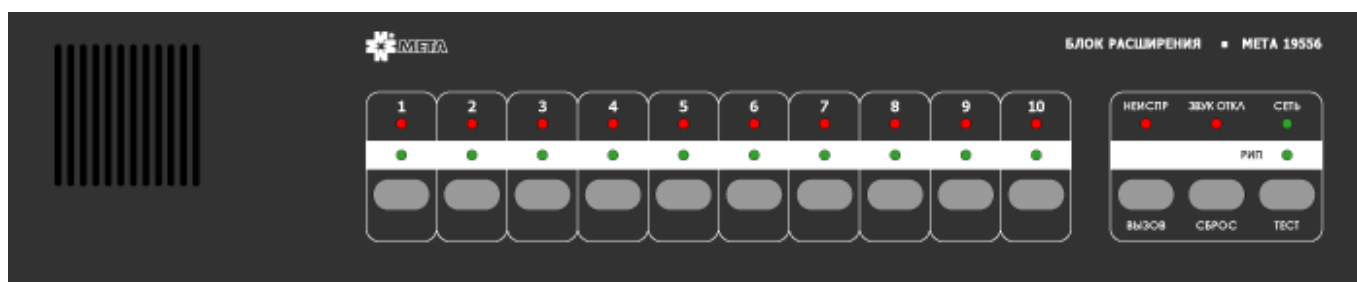 МЕТА
БЛОК РАСШИРЕНИЯ ▪ МЕТА 19556
1 2 3 4 5 6 7 8 9 10
НЕИСПР ЗВУК ОТКЛ СЕТЬ
РИП
ВЫЗОВ СБРОС ТЕСТ